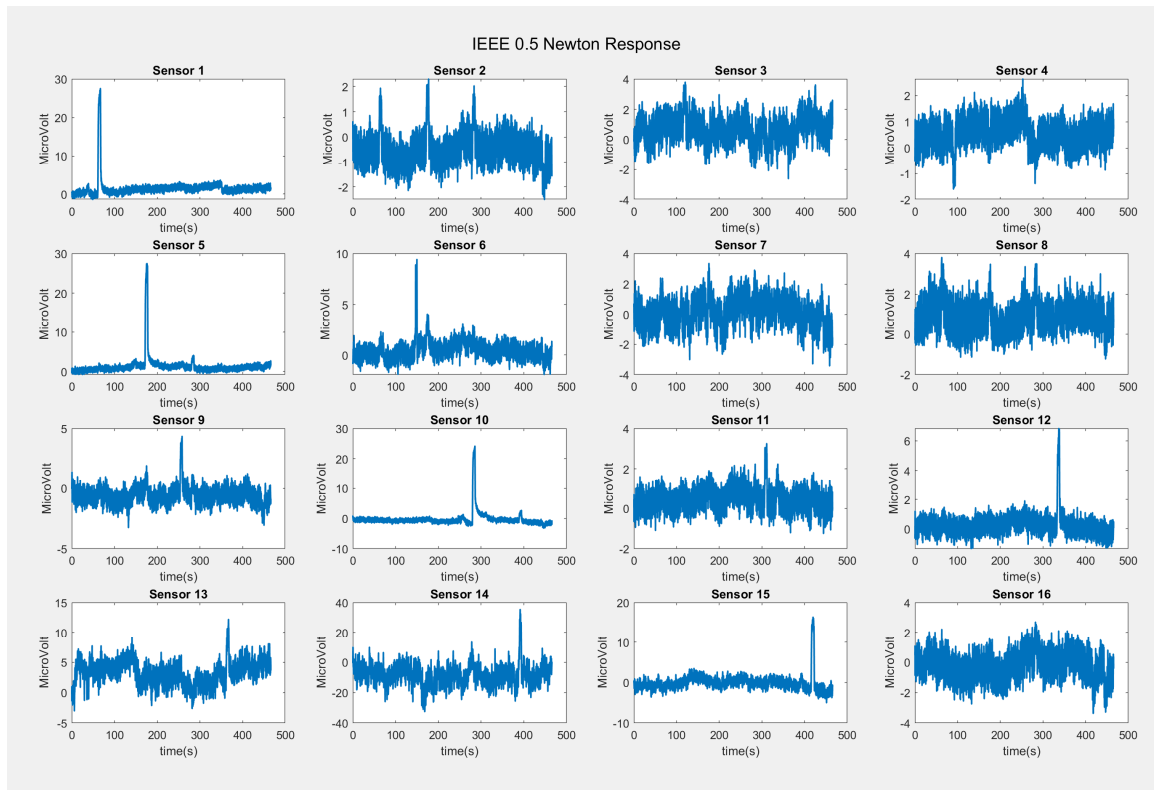 IEEE 0.5 Newton Response
Sensor 1
30
20
10
0
MicroVolt
0 100 200 300 400 500
time(s)
Sensor 2
2
1
0
-1
-2
MicroVolt
0 100 200 300 400 500
time(s)
Sensor 3
4
2
0
-2
-4
MicroVolt
0 100 200 300 400 500
time(s)
Sensor 4
2
1
0
-1
-2
MicroVolt
0 100 200 300 400 500
time(s)
Sensor 5
30
20
10
0
MicroVolt
0 100 200 300 400 500
time(s)
Sensor 6
10
5
0
MicroVolt
0 100 200 300 400 500
time(s)
Sensor 7
4
2
0
-2
-4
MicroVolt
0 100 200 300 400 500
time(s)
Sensor 8
4
2
0
-2
MicroVolt
0 100 200 300 400 500
time(s)
Sensor 9
5
0
-5
MicroVolt
0 100 200 300 400 500
time(s)
Sensor 10
30
20
10
0
-10
MicroVolt
0 100 200 300 400 500
time(s)
Sensor 11
4
2
0
-2
MicroVolt
0 100 200 300 400 500
time(s)
Sensor 12
6
4
2
0
MicroVolt
0 100 200 300 400 500
time(s)
Sensor 13
15
10
5
0
-5
MicroVolt
0 100 200 300 400 500
time(s)
Sensor 14
40
20
0
-20
-40
MicroVolt
0 100 200 300 400 500
time(s)
Sensor 15
20
10
0
-10
MicroVolt
0 100 200 300 400 500
time(s)
Sensor 16
4
2
0
-2
-4
MicroVolt
0 100 200 300 400 500
time(s)